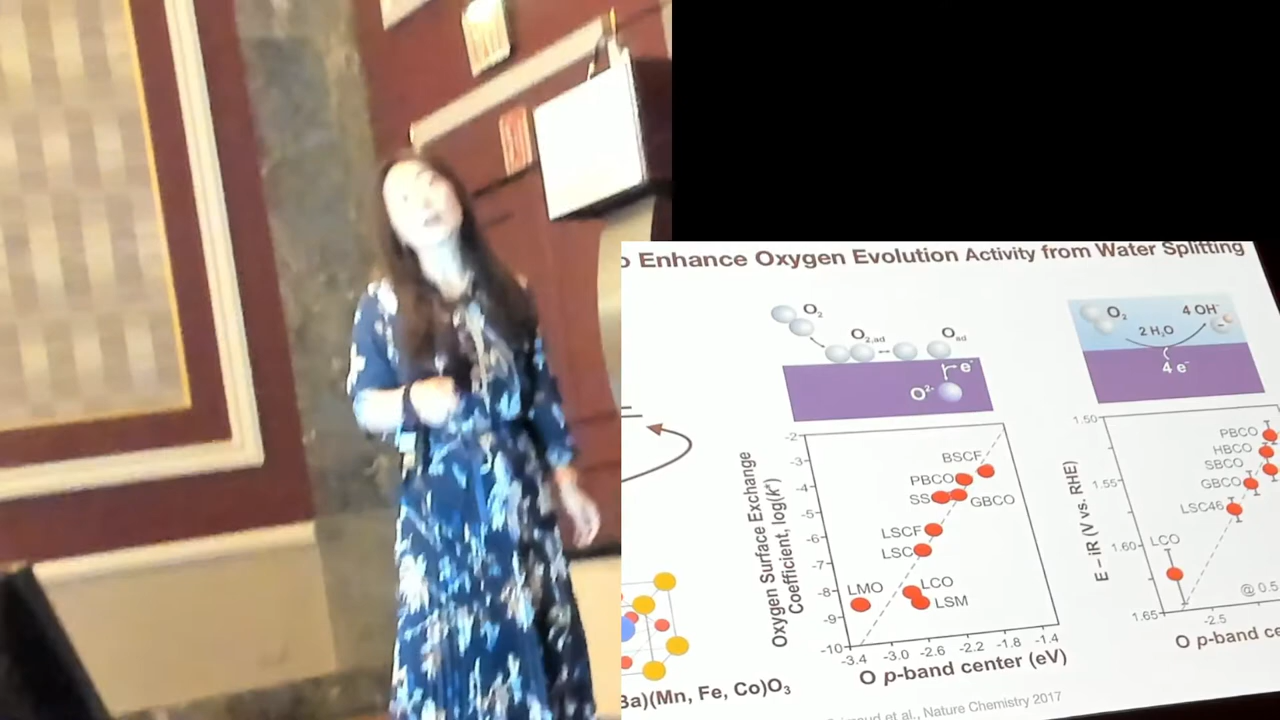 Enhance Oxygen Evolution Activity from Water Splitting
O₂
O₂,ad
Oad
e⁻
O²⁻
O₂
4 OH⁻
2 H₂O
4 e⁻
Oxygen Surface Exchange
Coefficient, log(k*)
-2
-3
-4
-5
-6
-7
-8
-9
-10
BSCF
PBCO
GBCO
LSCF
LSC
LMO
LCO
LSM
-3.4 -3.0 -2.6 -2.2 -1.8 -1.4
O p-band center (eV)
E – iR (V vs. RHE)
1.50
1.55
1.60
1.65
PBCO
HBCO
SBCO
GBCO
LSC46
LCO
@ 0.5
-2.5
O p-band
Ba)(Mn, Fe, Co)O₃
et al., Nature Chemistry 2017